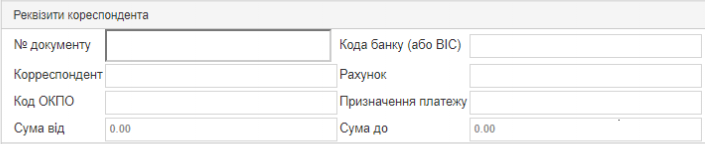 Реквізити кореспондента
№ документу Кода банку (або BIC)
Корреспондент Рахунок
Код ОКПО Призначення платежу
Сума від 0.00 Сума до 0.00